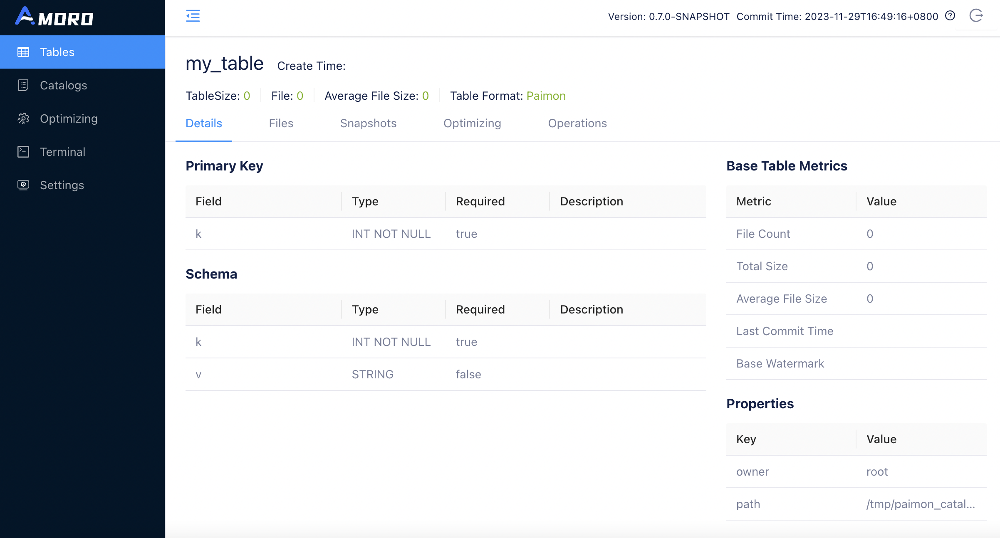 AMORO
Version: 0.7.0-SNAPSHOT Commit Time: 2023-11-29T16:49:16+0800
Tables
Catalogs
Optimizing
Terminal
Settings
my_table Create Time:
TableSize: 0 File: 0 Average File Size: 0 Table Format: Paimon
Details Files Snapshots Optimizing Operations
Primary Key
Field Type Required Description
k INT NOT NULL true
Schema
Field Type Required Description
k INT NOT NULL true
v STRING false
Base Table Metrics
Metric Value
File Count 0
Total Size 0
Average File Size 0
Last Commit Time
Base Watermark
Properties
Key Value
owner root
path /tmp/paimon_catal...